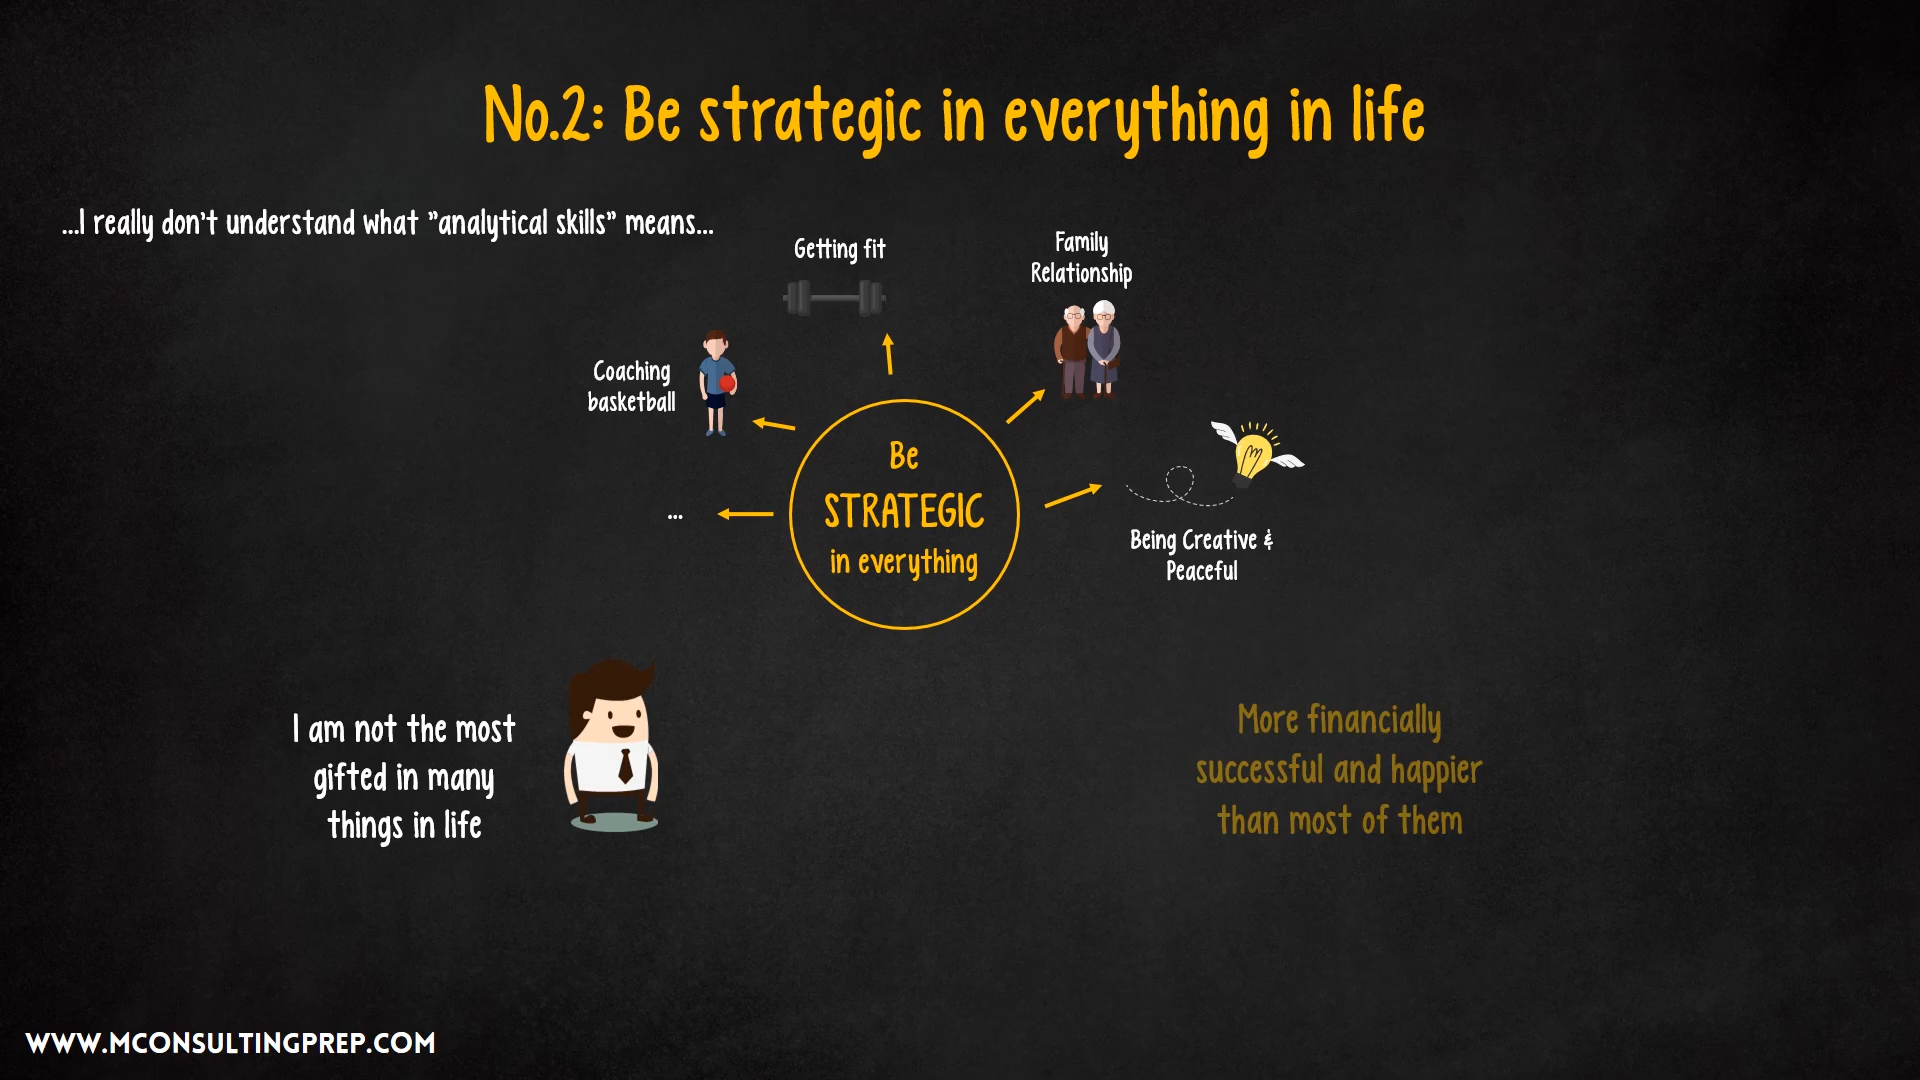 No.2: Be strategic in everything in life
...I really don't understand what "analytical skills" means...
Getting fit
Family
Relationship
Coaching
basketball
Be
STRATEGIC
in everything
...
Being Creative &
Peaceful
I am not the most
gifted in many
things in life
More financially
successful and happier
than most of them
WWW.MCONSULTINGPREP.COM